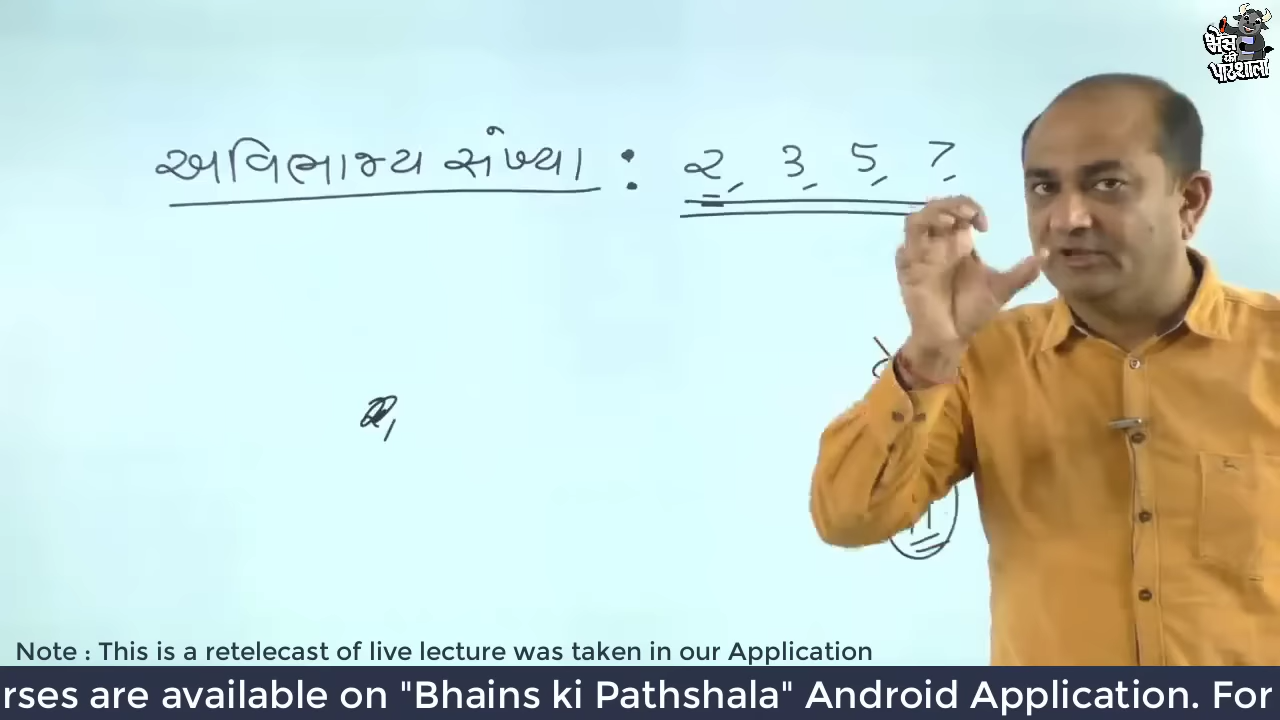 भैंस की पाठशाला
અવિભાજ્ય સંખ્યા : 2, 3, 5, 7,
Note : This is a retelecast of live lecture was taken in our Application
rses are available on "Bhains ki Pathshala" Android Application. For